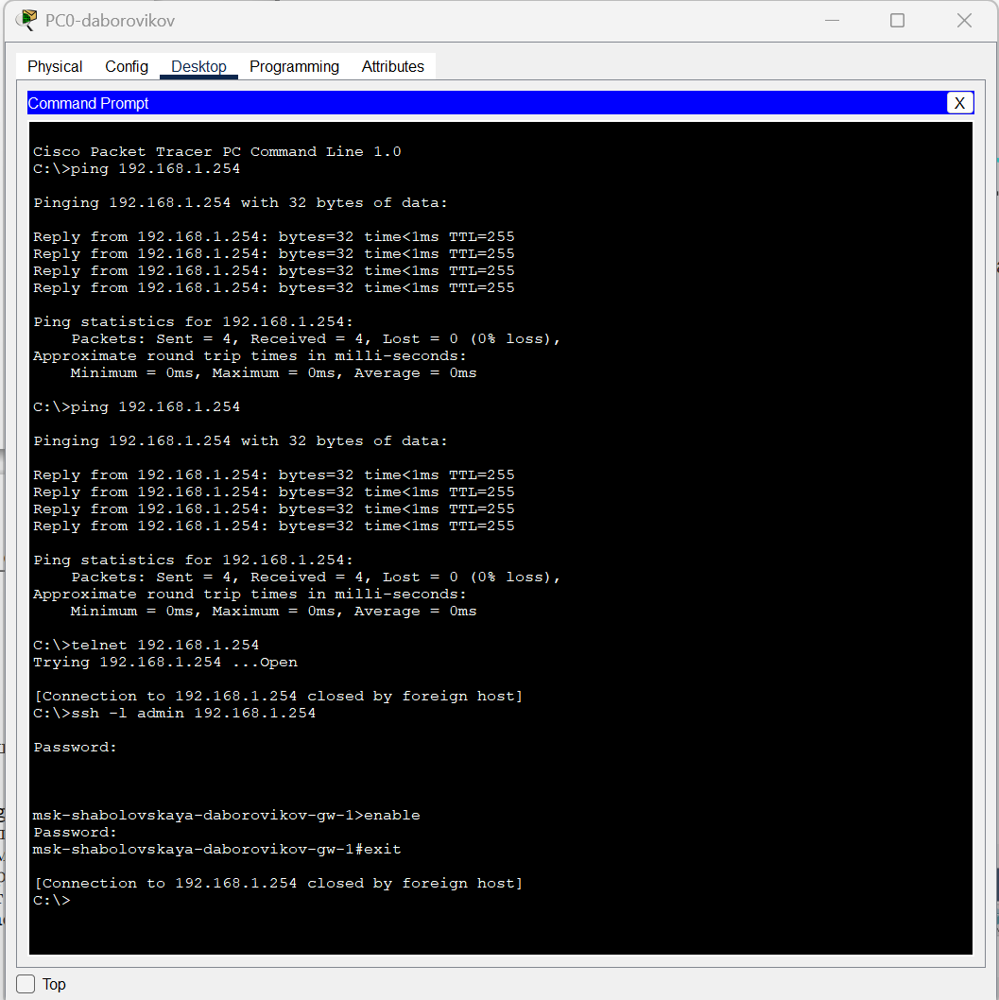 PC0-daborovikov
Physical Config Desktop Programming Attributes
Command Prompt
X
Cisco Packet Tracer PC Command Line 1.0
C:\>ping 192.168.1.254
Pinging 192.168.1.254 with 32 bytes of data:
Reply from 192.168.1.254: bytes=32 time<1ms TTL=255
Reply from 192.168.1.254: bytes=32 time<1ms TTL=255
Reply from 192.168.1.254: bytes=32 time<1ms TTL=255
Reply from 192.168.1.254: bytes=32 time<1ms TTL=255
Ping statistics for 192.168.1.254:
Packets: Sent = 4, Received = 4, Lost = 0 (0% loss),
Approximate round trip times in milli-seconds:
Minimum = 0ms, Maximum = 0ms, Average = 0ms
C:\>ping 192.168.1.254
Pinging 192.168.1.254 with 32 bytes of data:
Reply from 192.168.1.254: bytes=32 time<1ms TTL=255
Reply from 192.168.1.254: bytes=32 time<1ms TTL=255
Reply from 192.168.1.254: bytes=32 time<1ms TTL=255
Reply from 192.168.1.254: bytes=32 time<1ms TTL=255
Ping statistics for 192.168.1.254:
Packets: Sent = 4, Received = 4, Lost = 0 (0% loss),
Approximate round trip times in milli-seconds:
Minimum = 0ms, Maximum = 0ms, Average = 0ms
C:\>telnet 192.168.1.254
Trying 192.168.1.254 ...Open
[Connection to 192.168.1.254 closed by foreign host]
C:\>ssh -l admin 192.168.1.254
Password:
msk-shabolovskaya-daborovikov-gw-1>enable
Password:
msk-shabolovskaya-daborovikov-gw-1#exit
[Connection to 192.168.1.254 closed by foreign host]
C:\>
Top